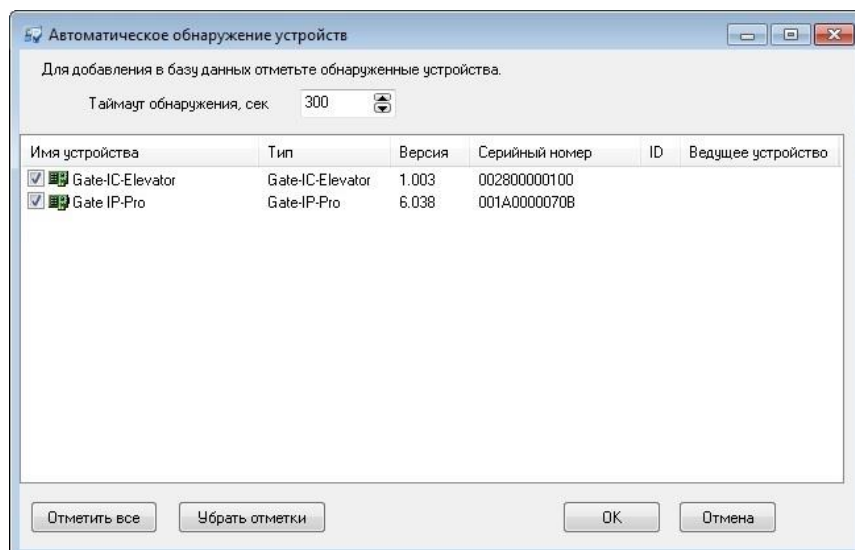 Автоматическое обнаружение устройств
Для добавления в базу данных отметьте обнаруженные устройства.
Таймаут обнаружения, сек 300
Имя устройства Тип Версия Серийный номер ID Ведущее устройство
Gate-IC-Elevator Gate-IC-Elevator 1.003 002800000100
Gate IP-Pro Gate-IP-Pro 6.038 001A0000070B
Отметить все Убрать отметки OK Отмена